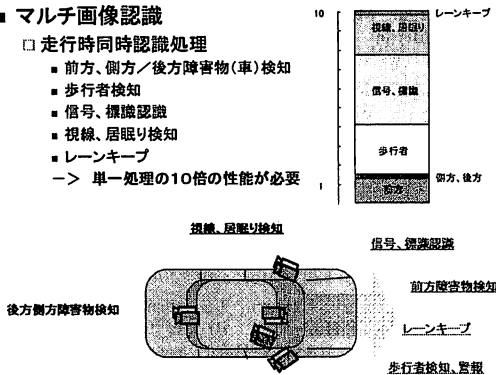 マルチ画像認識
走行時同時認識処理
前方、側方／後方障害物(車)検知
歩行者検知
信号、標識認識
視線、居眠り検知
レーンキープ
－＞ 単一処理の10倍の性能が必要
10
レーンキープ
視線、居眠り
信号、標識
歩行者
側方、後方
1
前方
視線、居眠り検知
信号、標識認識
前方障害物検知
後方側方障害物検知
レーンキープ
歩行者検知、警報